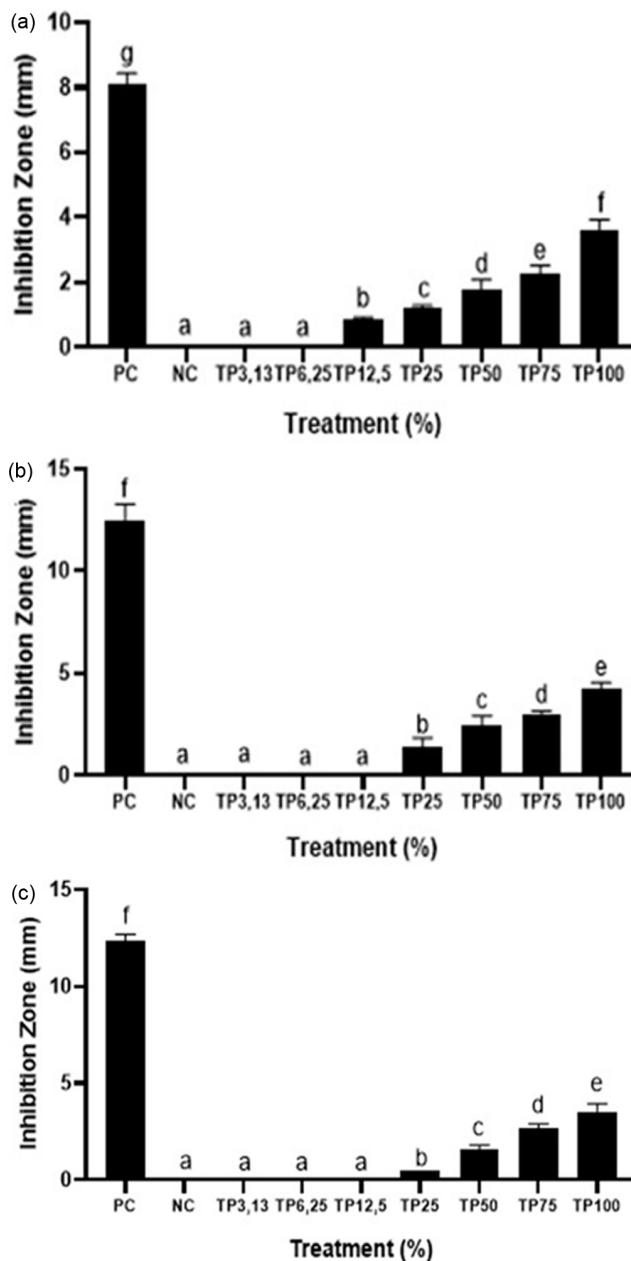 (a)
Inhibition Zone (mm)
10
8
6
4
2
0
g
a
a
a
b
c
d
e
f
PC NC TP3,13 TP6,25 TP12,5 TP25 TP50 TP75 TP100
Treatment (%)
(b)
Inhibition Zone (mm)
15
10
5
0
f
a
a
a
a
b
c
d
e
PC NC TP3,13 TP6,25 TP12,5 TP25 TP50 TP75 TP100
Treatment (%)
(c)
Inhibition Zone (mm)
15
10
5
0
f
a
a
a
a
b
c
d
e
PC NC TP3,13 TP6,25 TP12,5 TP25 TP50 TP75 TP100
Treatment (%)